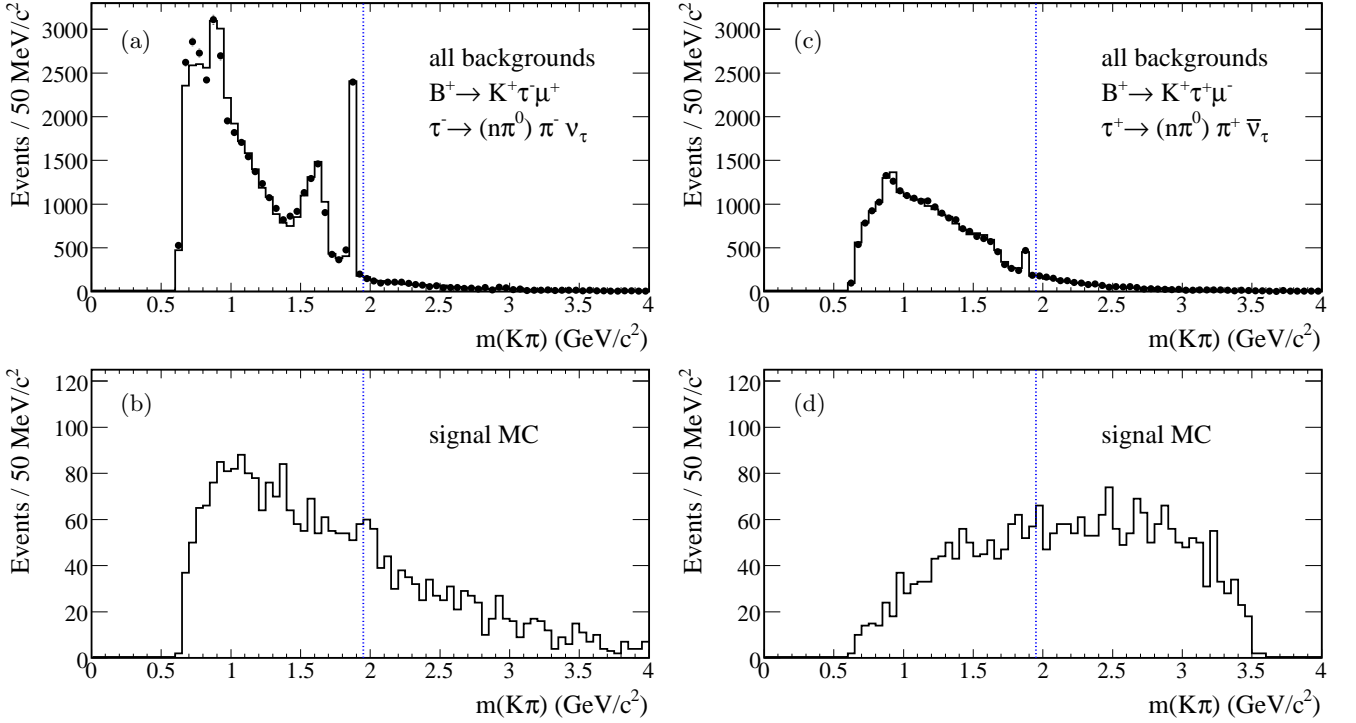 Events / 50 MeV/c²
3000
2500
2000
1500
1000
500
0
(a)
all backgrounds
B⁺→ K⁺τ⁻μ⁺
τ⁻→ (nπ⁰) π⁻ ν_τ
0 0.5 1 1.5 2 2.5 3 3.5 4
m(Kπ) (GeV/c²)
Events / 50 MeV/c²
3000
2500
2000
1500
1000
500
0
(c)
all backgrounds
B⁺→ K⁺τ⁺μ⁻
τ⁺→ (nπ⁰) π⁺ ν̅_τ
0 0.5 1 1.5 2 2.5 3 3.5 4
m(Kπ) (GeV/c²)
Events / 50 MeV/c²
120
100
80
60
40
20
0
(b)
signal MC
0 0.5 1 1.5 2 2.5 3 3.5 4
m(Kπ) (GeV/c²)
Events / 50 MeV/c²
120
100
80
60
40
20
0
(d)
signal MC
0 0.5 1 1.5 2 2.5 3 3.5 4
m(Kπ) (GeV/c²)